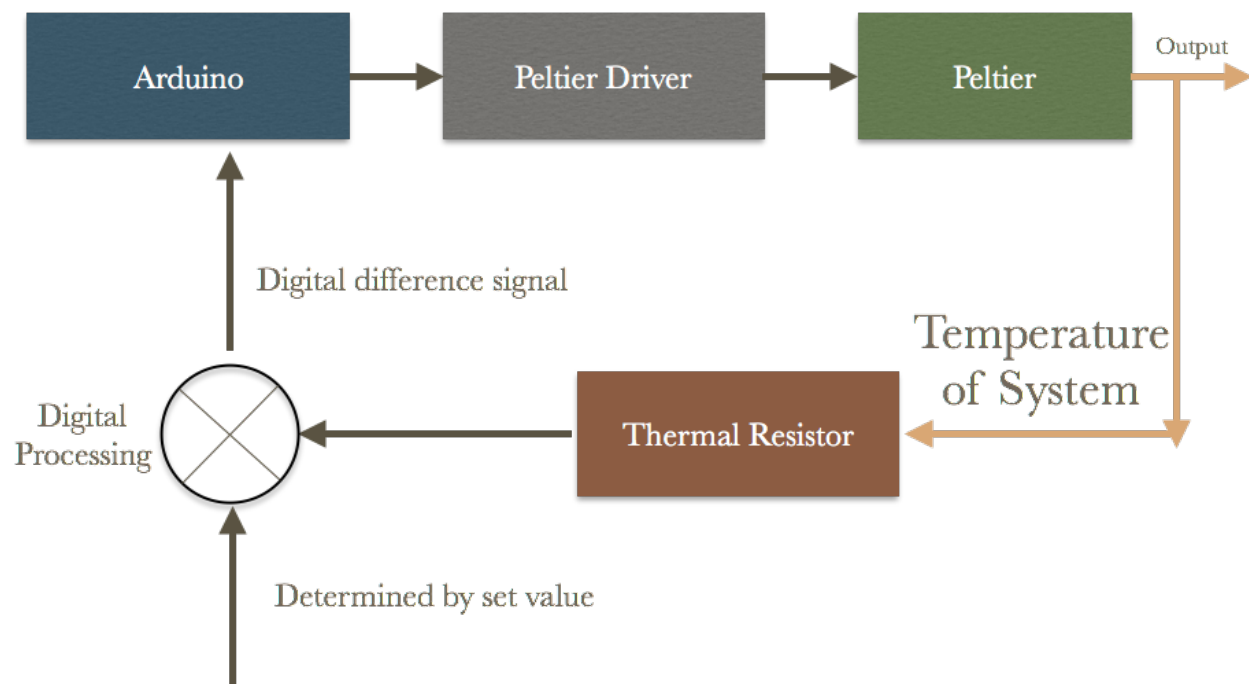 Arduino
Peltier Driver
Peltier
Output
Digital difference signal
Temperature
of System
Digital
Processing
Thermal Resistor
Determined by set value